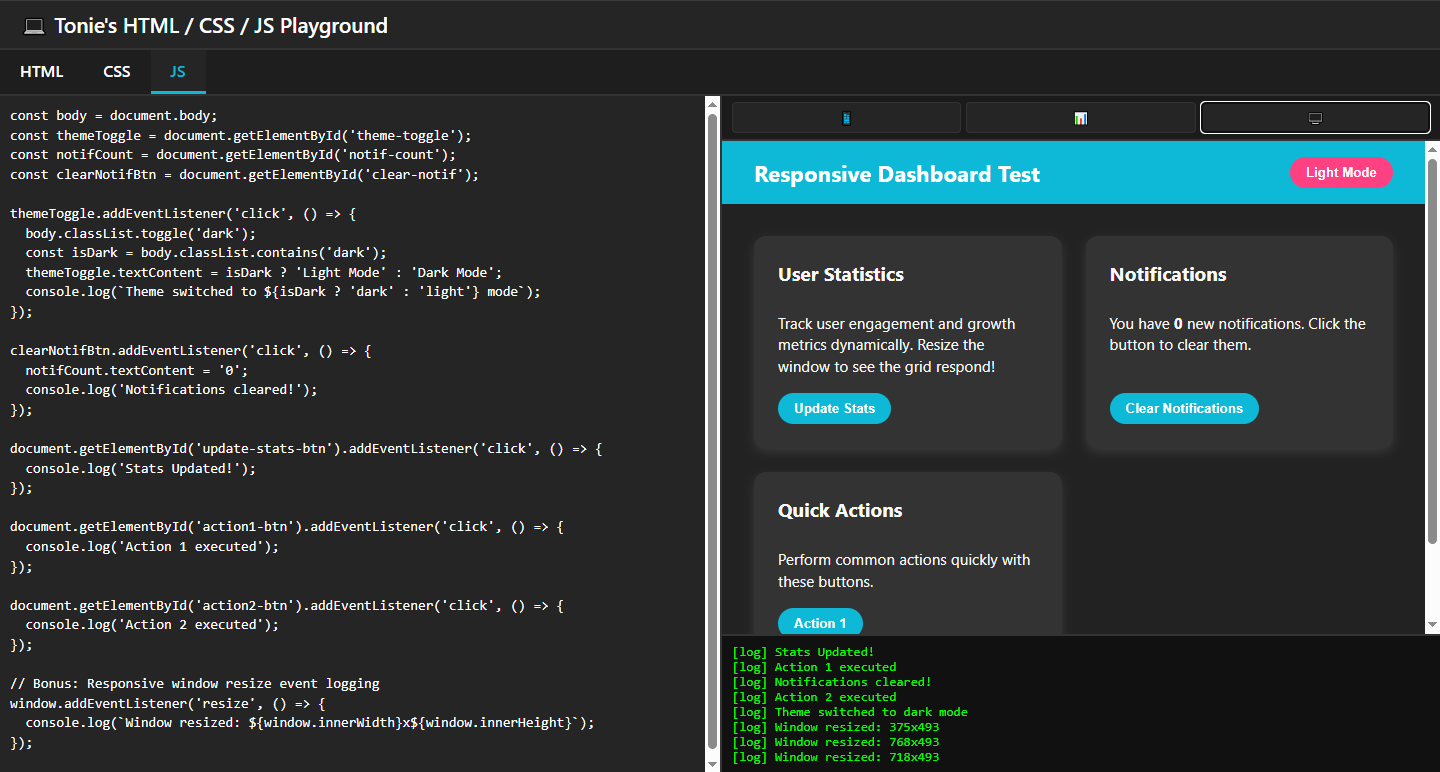 Tonie's HTML / CSS / JS Playground
HTML
CSS
JS
const body = document.body;
const themeToggle = document.getElementById('theme-toggle');
const notifCount = document.getElementById('notif-count');
const clearNotifBtn = document.getElementById('clear-notif');
themeToggle.addEventListener('click', () => {
  body.classList.toggle('dark');
  const isDark = body.classList.contains('dark');
  themeToggle.textContent = isDark ? 'Light Mode' : 'Dark Mode';
  console.log(`Theme switched to ${isDark ? 'dark' : 'light'} mode`);
});
clearNotifBtn.addEventListener('click', () => {
  notifCount.textContent = '0';
  console.log('Notifications cleared!');
});
document.getElementById('update-stats-btn').addEventListener('click', () => {
  console.log('Stats Updated!');
});
document.getElementById('action1-btn').addEventListener('click', () => {
  console.log('Action 1 executed');
});
document.getElementById('action2-btn').addEventListener('click', () => {
  console.log('Action 2 executed');
});
// Bonus: Responsive window resize event logging
window.addEventListener('resize', () => {
  console.log(`Window resized: ${window.innerWidth}x${window.innerHeight}`);
});
Responsive Dashboard Test
Light Mode
User Statistics
Track user engagement and growth
metrics dynamically. Resize the
window to see the grid respond!
Update Stats
Notifications
You have 0 new notifications. Click the
button to clear them.
Clear Notifications
Quick Actions
Perform common actions quickly with
these buttons.
Action 1
[log] Stats Updated!
[log] Action 1 executed
[log] Notifications cleared!
[log] Action 2 executed
[log] Theme switched to dark mode
[log] Window resized: 375x493
[log] Window resized: 768x493
[log] Window resized: 718x493